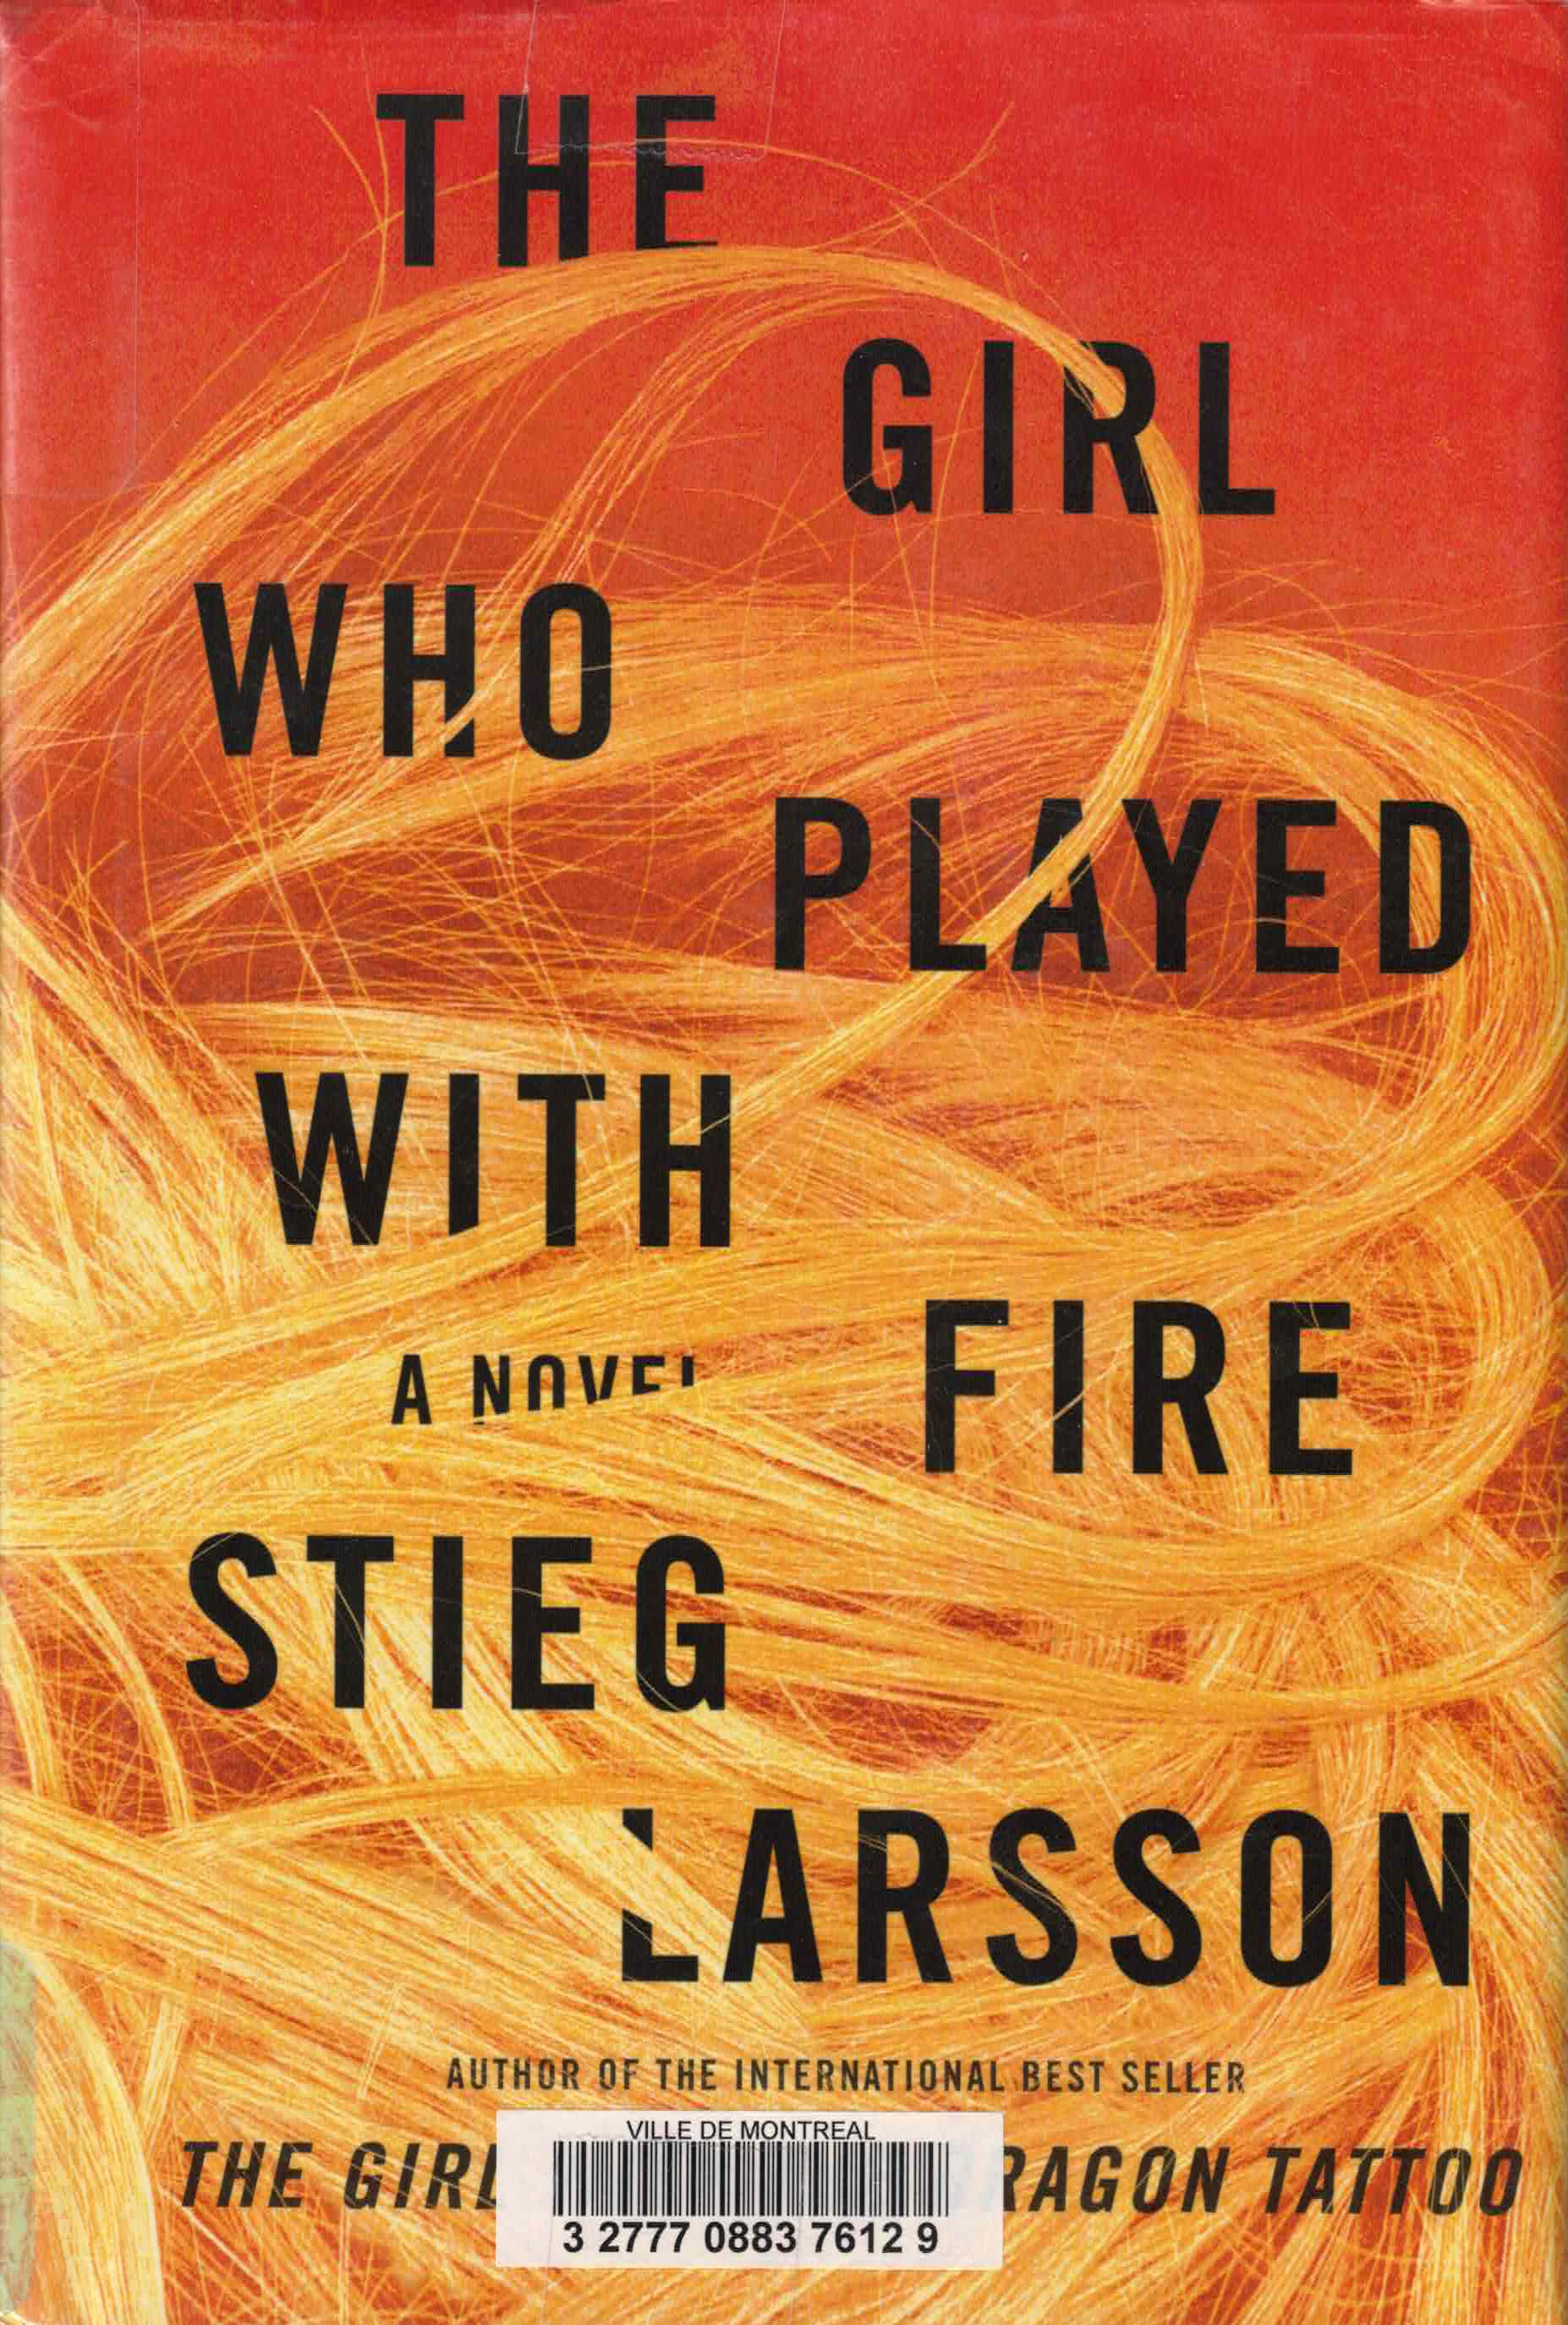 THE
GIRL
WHO
PLAYED
WITH
FIRE
A NOVEL
STIEG
LARSSON
AUTHOR OF THE INTERNATIONAL BEST SELLER
THE GIRL DRAGON TATTOO
VILLE DE MONTREAL
3 2777 0883 7612 9